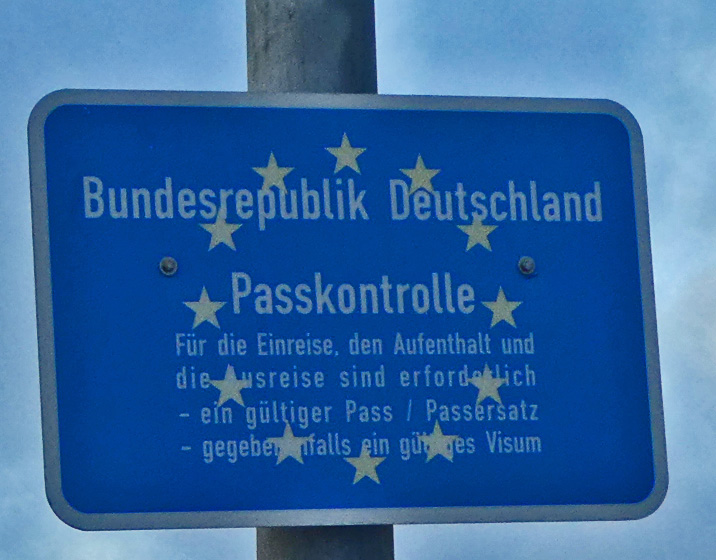 Bundesrepublik Deutschland
Passkontrolle
Für die Einreise, den Aufenthalt und
die Ausreise sind erforderlich
- ein gültiger Pass / Passersatz
- gegebenenfalls ein gültiges Visum